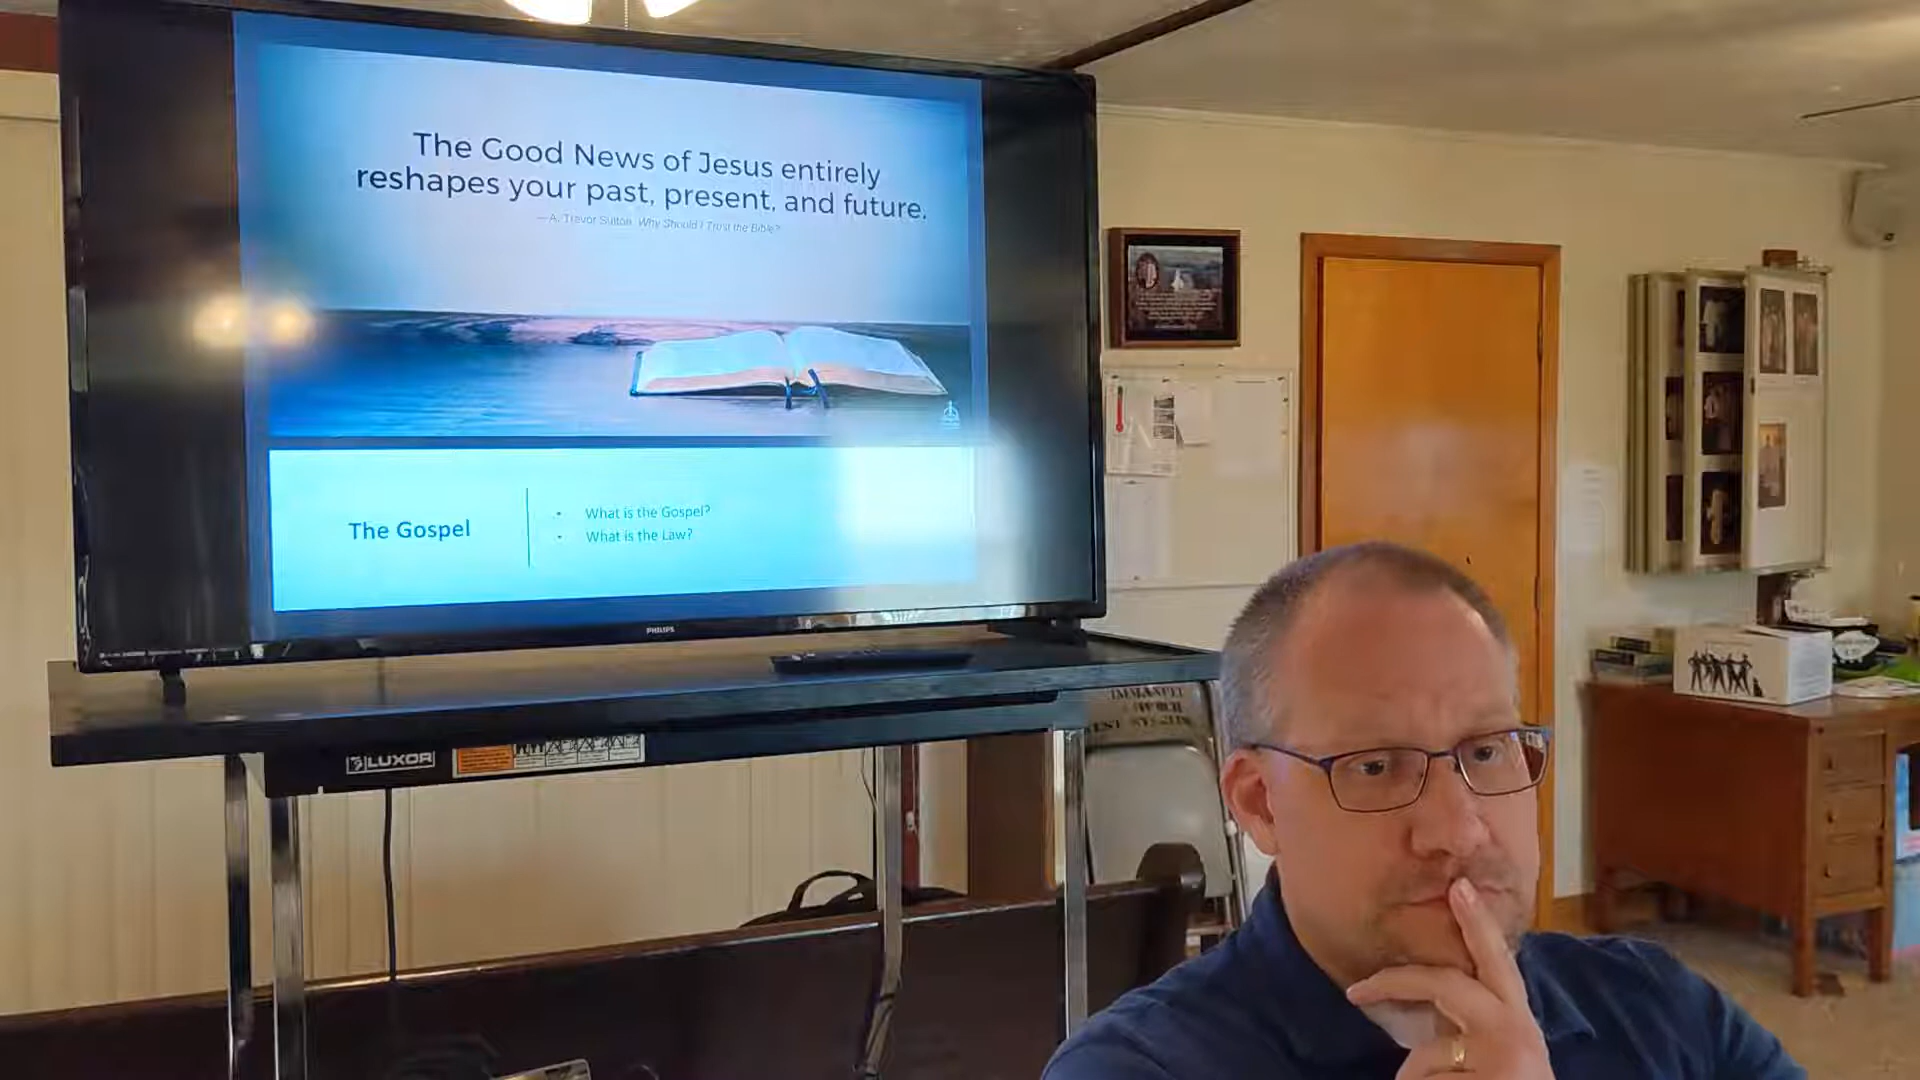 The Good News of Jesus entirely
reshapes your past, present, and future.
—A. Trevor Sutton, Why Should I Trust the Bible?
The Gospel
• What is the Gospel?
• What is the Law?
PHILIPS
LUXOR
IMMANUEL